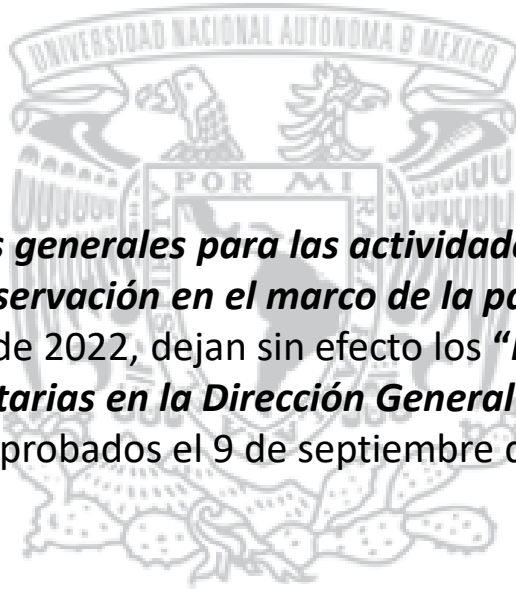 UNIVERSIDAD NACIONAL AUTONOMA B MEXICO
POR MI
s generales para las actividade
servación en el marco de la pa
de 2022, dejan sin efecto los “
tarias en la Dirección General
probados el 9 de septiembre